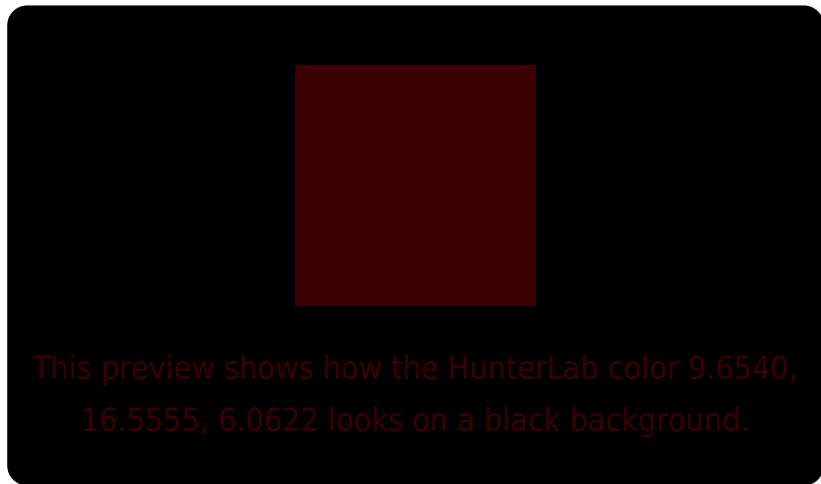 This preview shows how the HunterLab color 9.6540,
16.5555, 6.0622 looks on a black background.